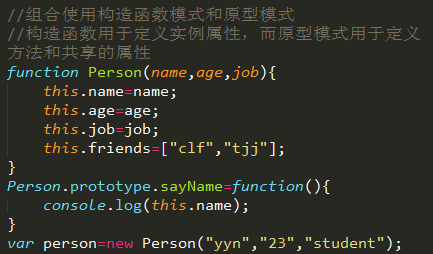 //组合使用构造函数模式和原型模式
//构造函数用于定义实例属性，而原型模式用于定义
方法和共享的属性
function Person(name,age,job){
    this.name=name;
    this.age=age;
    this.job=job;
    this.friends=["clf","tjj"];
}
Person.prototype.sayName=function(){
    console.log(this.name);
}
var person=new Person("yyn","23","student");